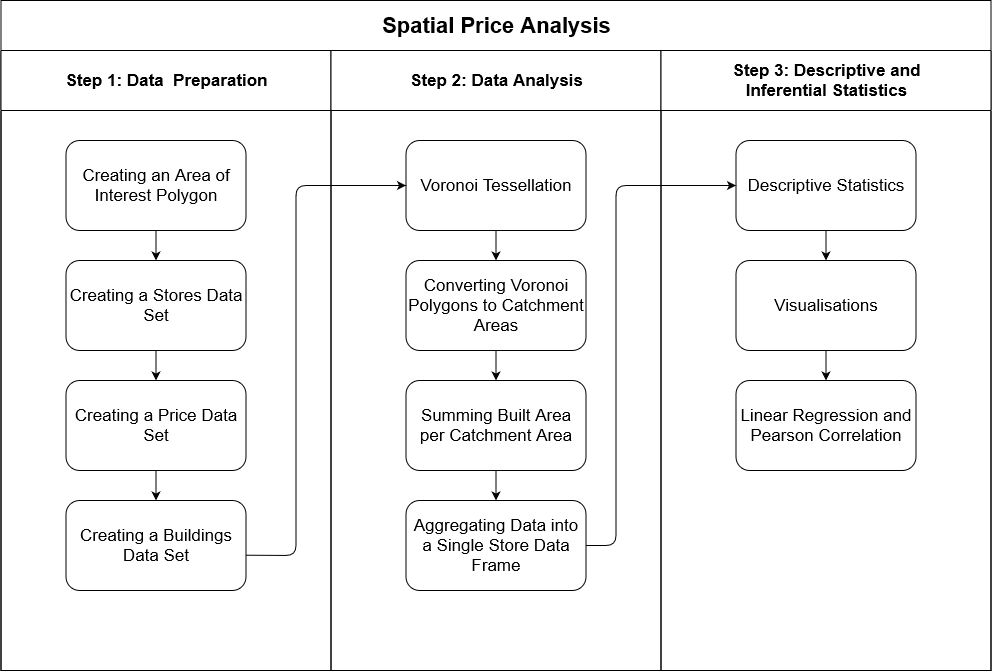 Spatial Price Analysis
Step 1: Data Preparation
Creating an Area of
Interest Polygon
Creating a Stores Data
Set
Creating a Price Data
Set
Creating a Buildings
Data Set
Step 2: Data Analysis
Voronoi Tessellation
Converting Voronoi
Polygons to Catchment
Areas
Summing Built Area
per Catchment Area
Aggregating Data into
a Single Store Data
Frame
Step 3: Descriptive and
Inferential Statistics
Descriptive Statistics
Visualisations
Linear Regression and
Pearson Correlation